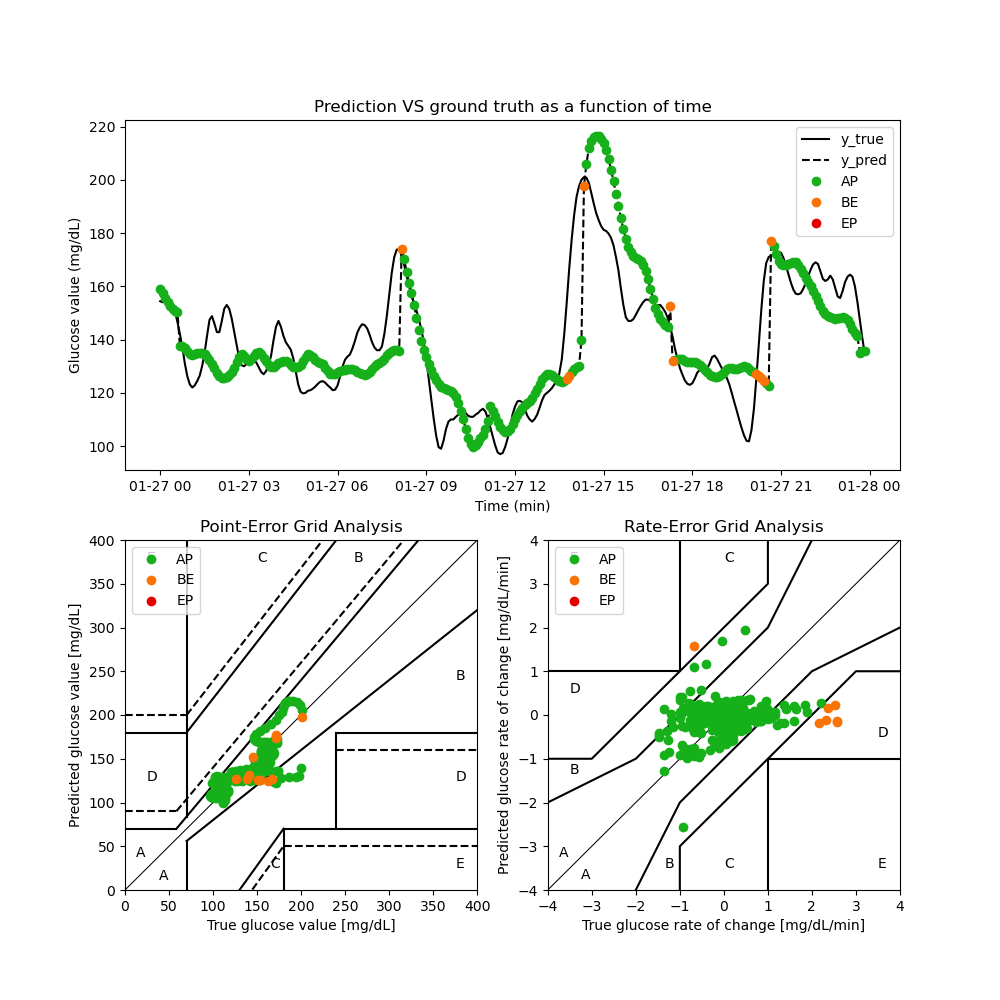 Prediction VS ground truth as a function of time
Glucose value (mg/dL)
220
200
180
160
140
120
100
y_true
y_pred
AP
BE
EP
01-27 00
01-27 03
01-27 06
01-27 09
01-27 12
01-27 15
01-27 18
01-27 21
01-28 00
Time (min)
Point-Error Grid Analysis
Predicted glucose value [mg/dL]
400
350
300
250
200
150
100
50
0
AP
BE
EP
C
B
B
D
D
A
A
C
E
0
50
100
150
200
250
300
350
400
True glucose value [mg/dL]
Rate-Error Grid Analysis
Predicted glucose rate of change [mg/dL/min]
4
3
2
1
0
−1
−2
−3
−4
AP
BE
EP
C
D
D
B
A
A
B
C
E
−4
−3
−2
−1
0
1
2
3
4
True glucose rate of change [mg/dL/min]